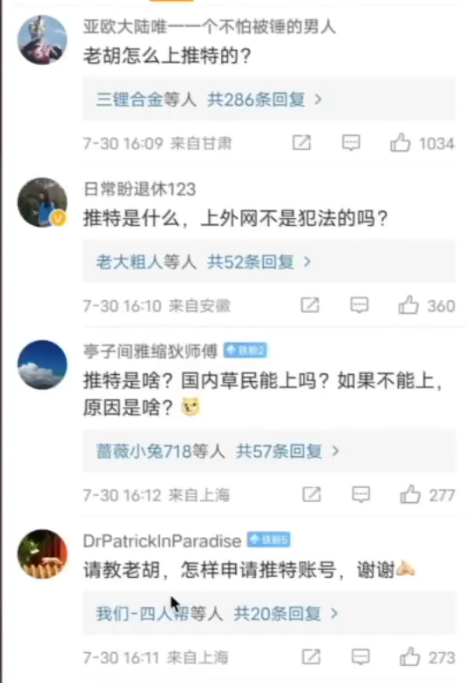 亚欧大陆唯一一个不怕被锤的男人
老胡怎么上推特的?
三锂合金等人 共286条回复 >
7-30 16:09 来自甘肃 1034
日常盼退休123
推特是什么，上外网不是犯法的吗?
老大粗人等人 共52条回复 >
7-30 16:10 来自安徽 360
亭子间雅缩狄师傅 铁粉2
推特是啥？国内草民能上吗？如果不能上，
原因是啥？
蔷薇小兔718等人 共57条回复 >
7-30 16:12 来自上海 277
DrPatrickInParadise 铁粉5
请教老胡，怎样申请推特账号，谢谢
我们-四人帮等人 共20条回复 >
7-30 16:11 来自上海 273